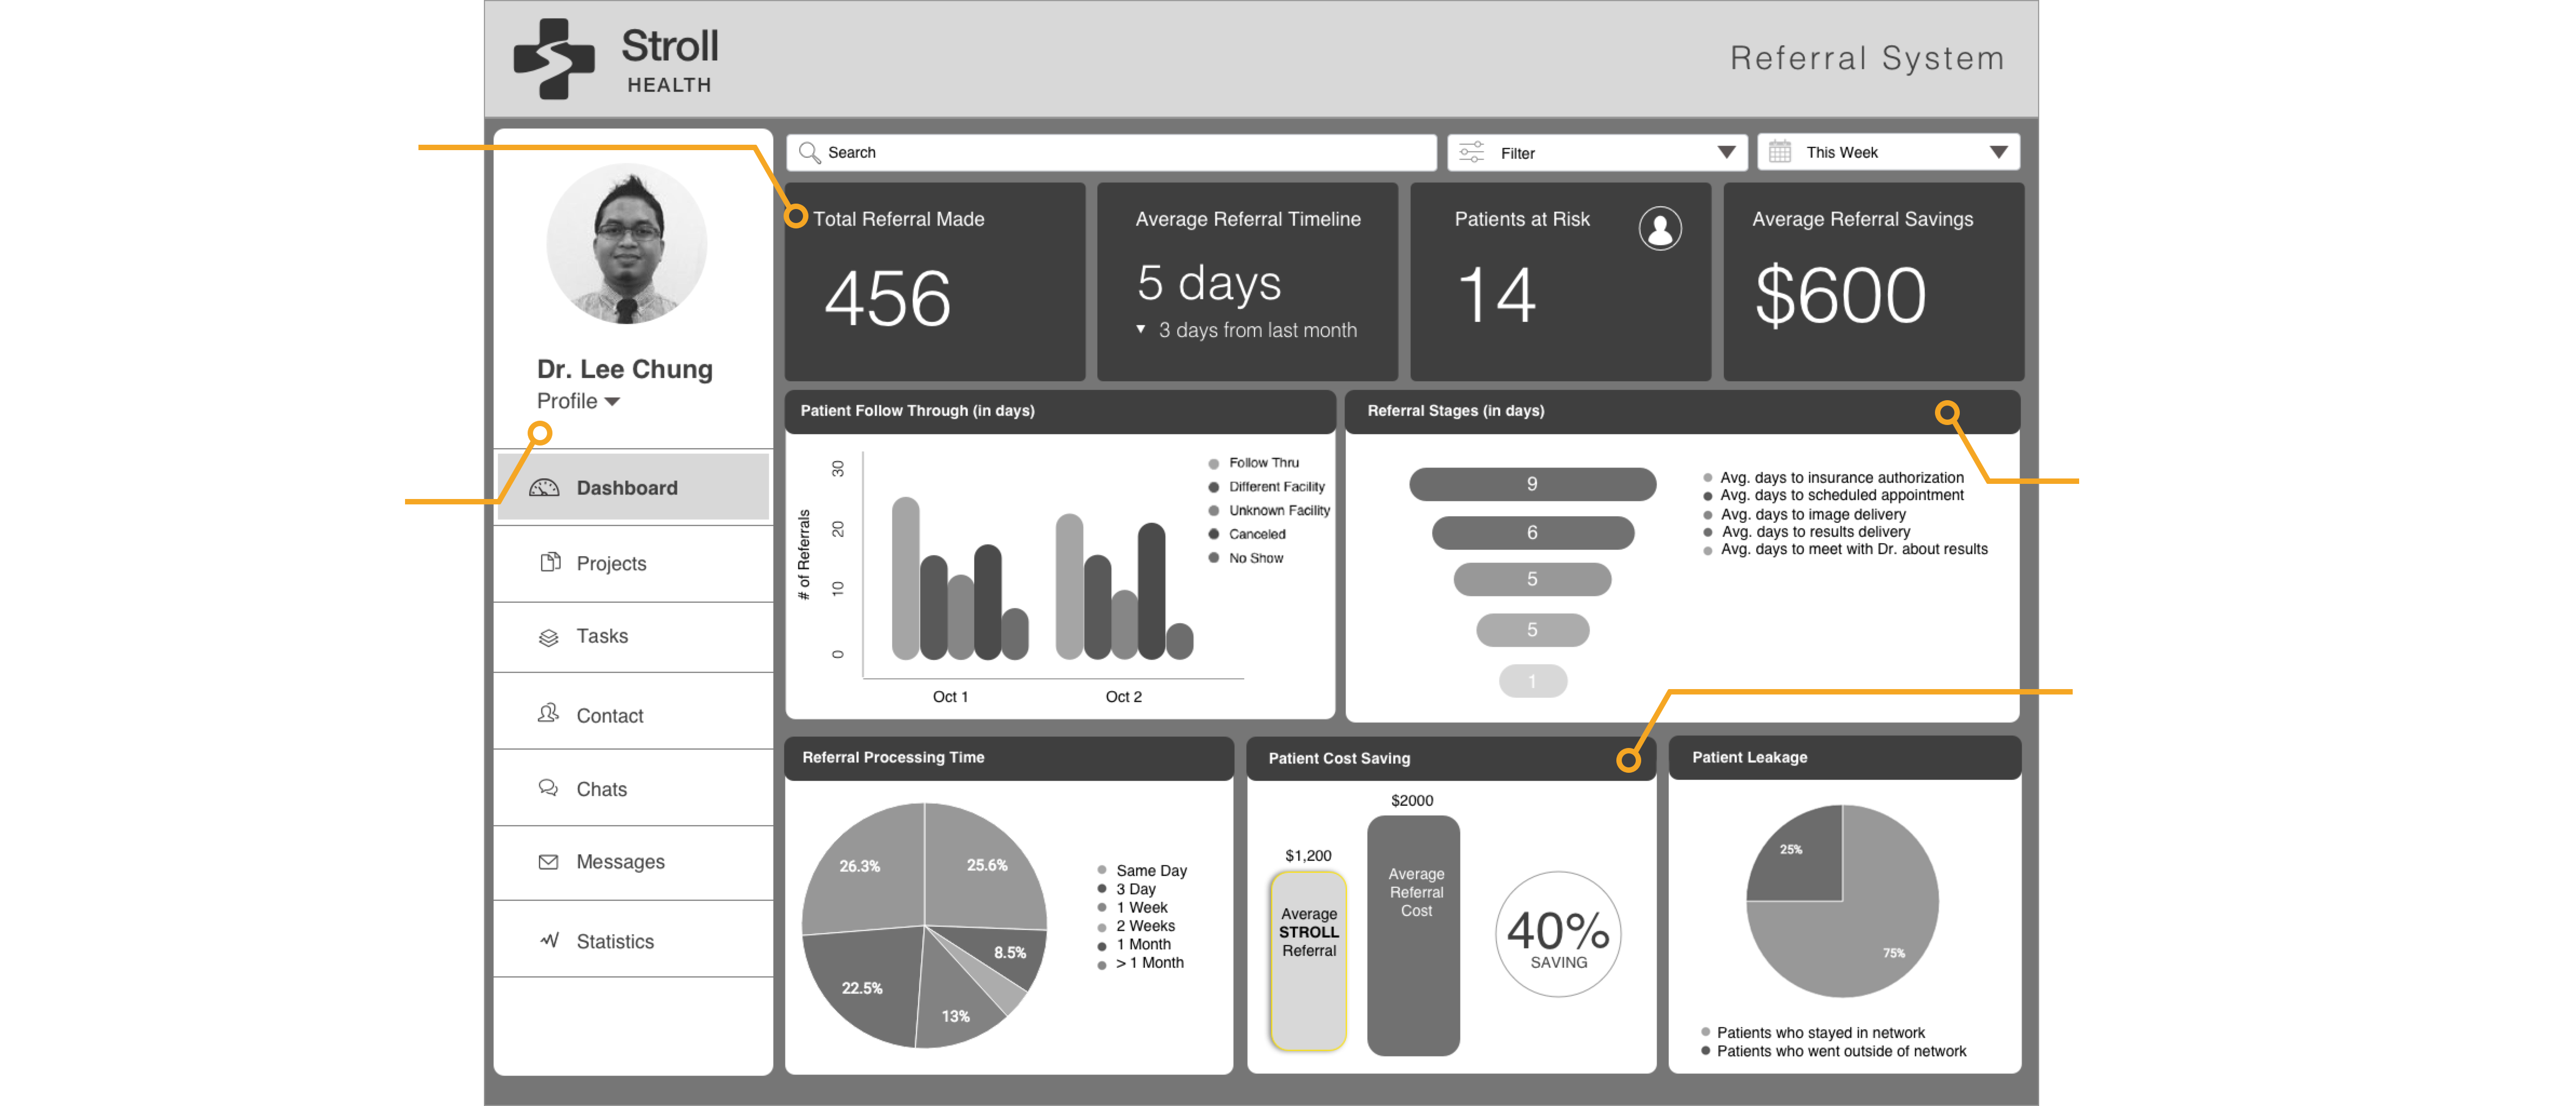 Stroll
HEALTH
Referral System
Dr. Lee Chung
Profile
Dashboard
Projects
Tasks
Contact
Chats
Messages
Statistics
Search
Filter
This Week
Total Referral Made
456
Average Referral Timeline
5 days
3 days from last month
Patients at Risk
14
Average Referral Savings
$600
Patient Follow Through (in days)
# of Referrals
30
20
10
0
Oct 1
Oct 2
Follow Thru
Different Facility
Unknown Facility
Canceled
No Show
Referral Stages (in days)
9
6
5
5
1
Avg. days to insurance authorization
Avg. days to scheduled appointment
Avg. days to image delivery
Avg. days to results delivery
Avg. days to meet with Dr. about results
Referral Processing Time
26.3%
25.6%
8.5%
22.5%
13%
Same Day
3 Day
1 Week
2 Weeks
1 Month
> 1 Month
Patient Cost Saving
$2000
$1,200
Average
Referral
Cost
Average
STROLL
Referral
40%
SAVING
Patient Leakage
25%
75%
Patients who stayed in network
Patients who went outside of network